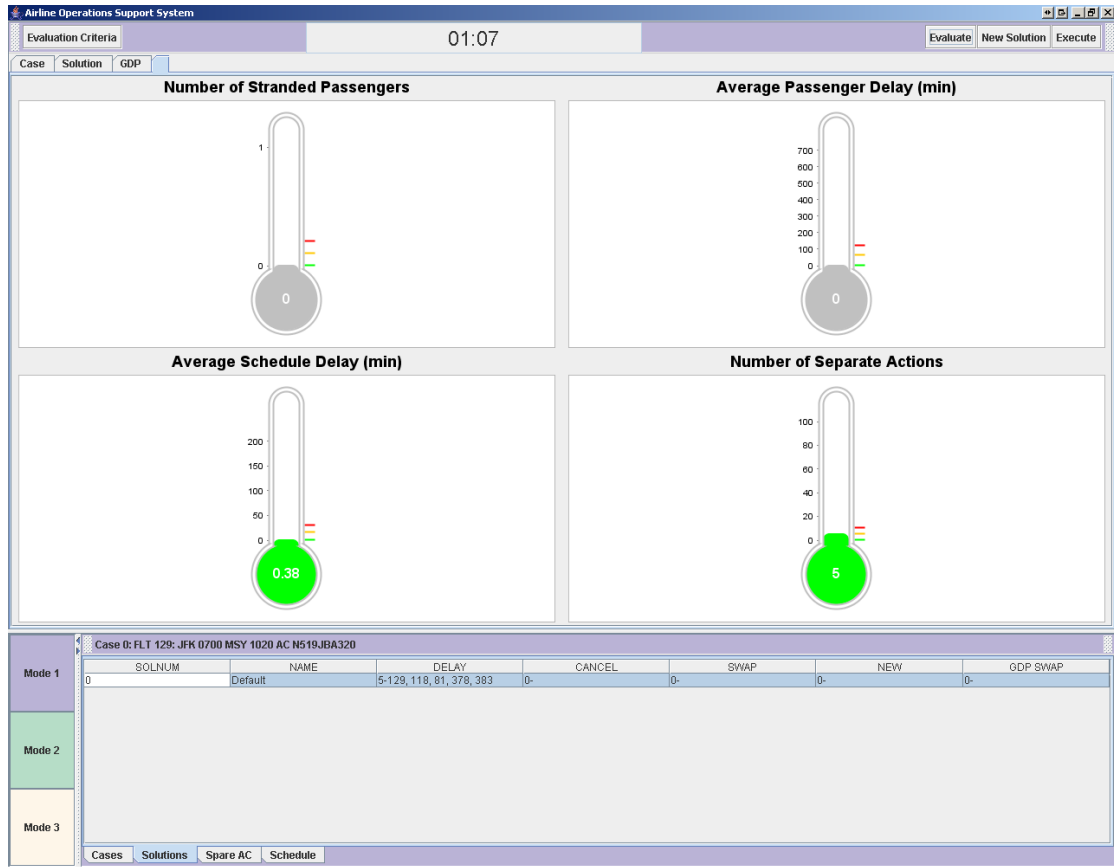 Airline Operations Support System
Evaluation Criteria 01:07 Evaluate New Solution Execute
Case Solution GDP
Number of Stranded Passengers
1
0
0
Average Passenger Delay (min)
700
600
500
400
300
200
100
0
0
Average Schedule Delay (min)
200
150
100
50
0
0.38
Number of Separate Actions
100
80
60
40
20
0
5
Mode 1
Mode 2
Mode 3
Case 0: FLT 129: JFK 0700 MSY 1020 AC N519JBA320
SOLNUM NAME DELAY CANCEL SWAP NEW GDP SWAP
0 Default 5-129, 118, 81, 378, 383 0- 0- 0- 0-
Cases Solutions Spare AC Schedule